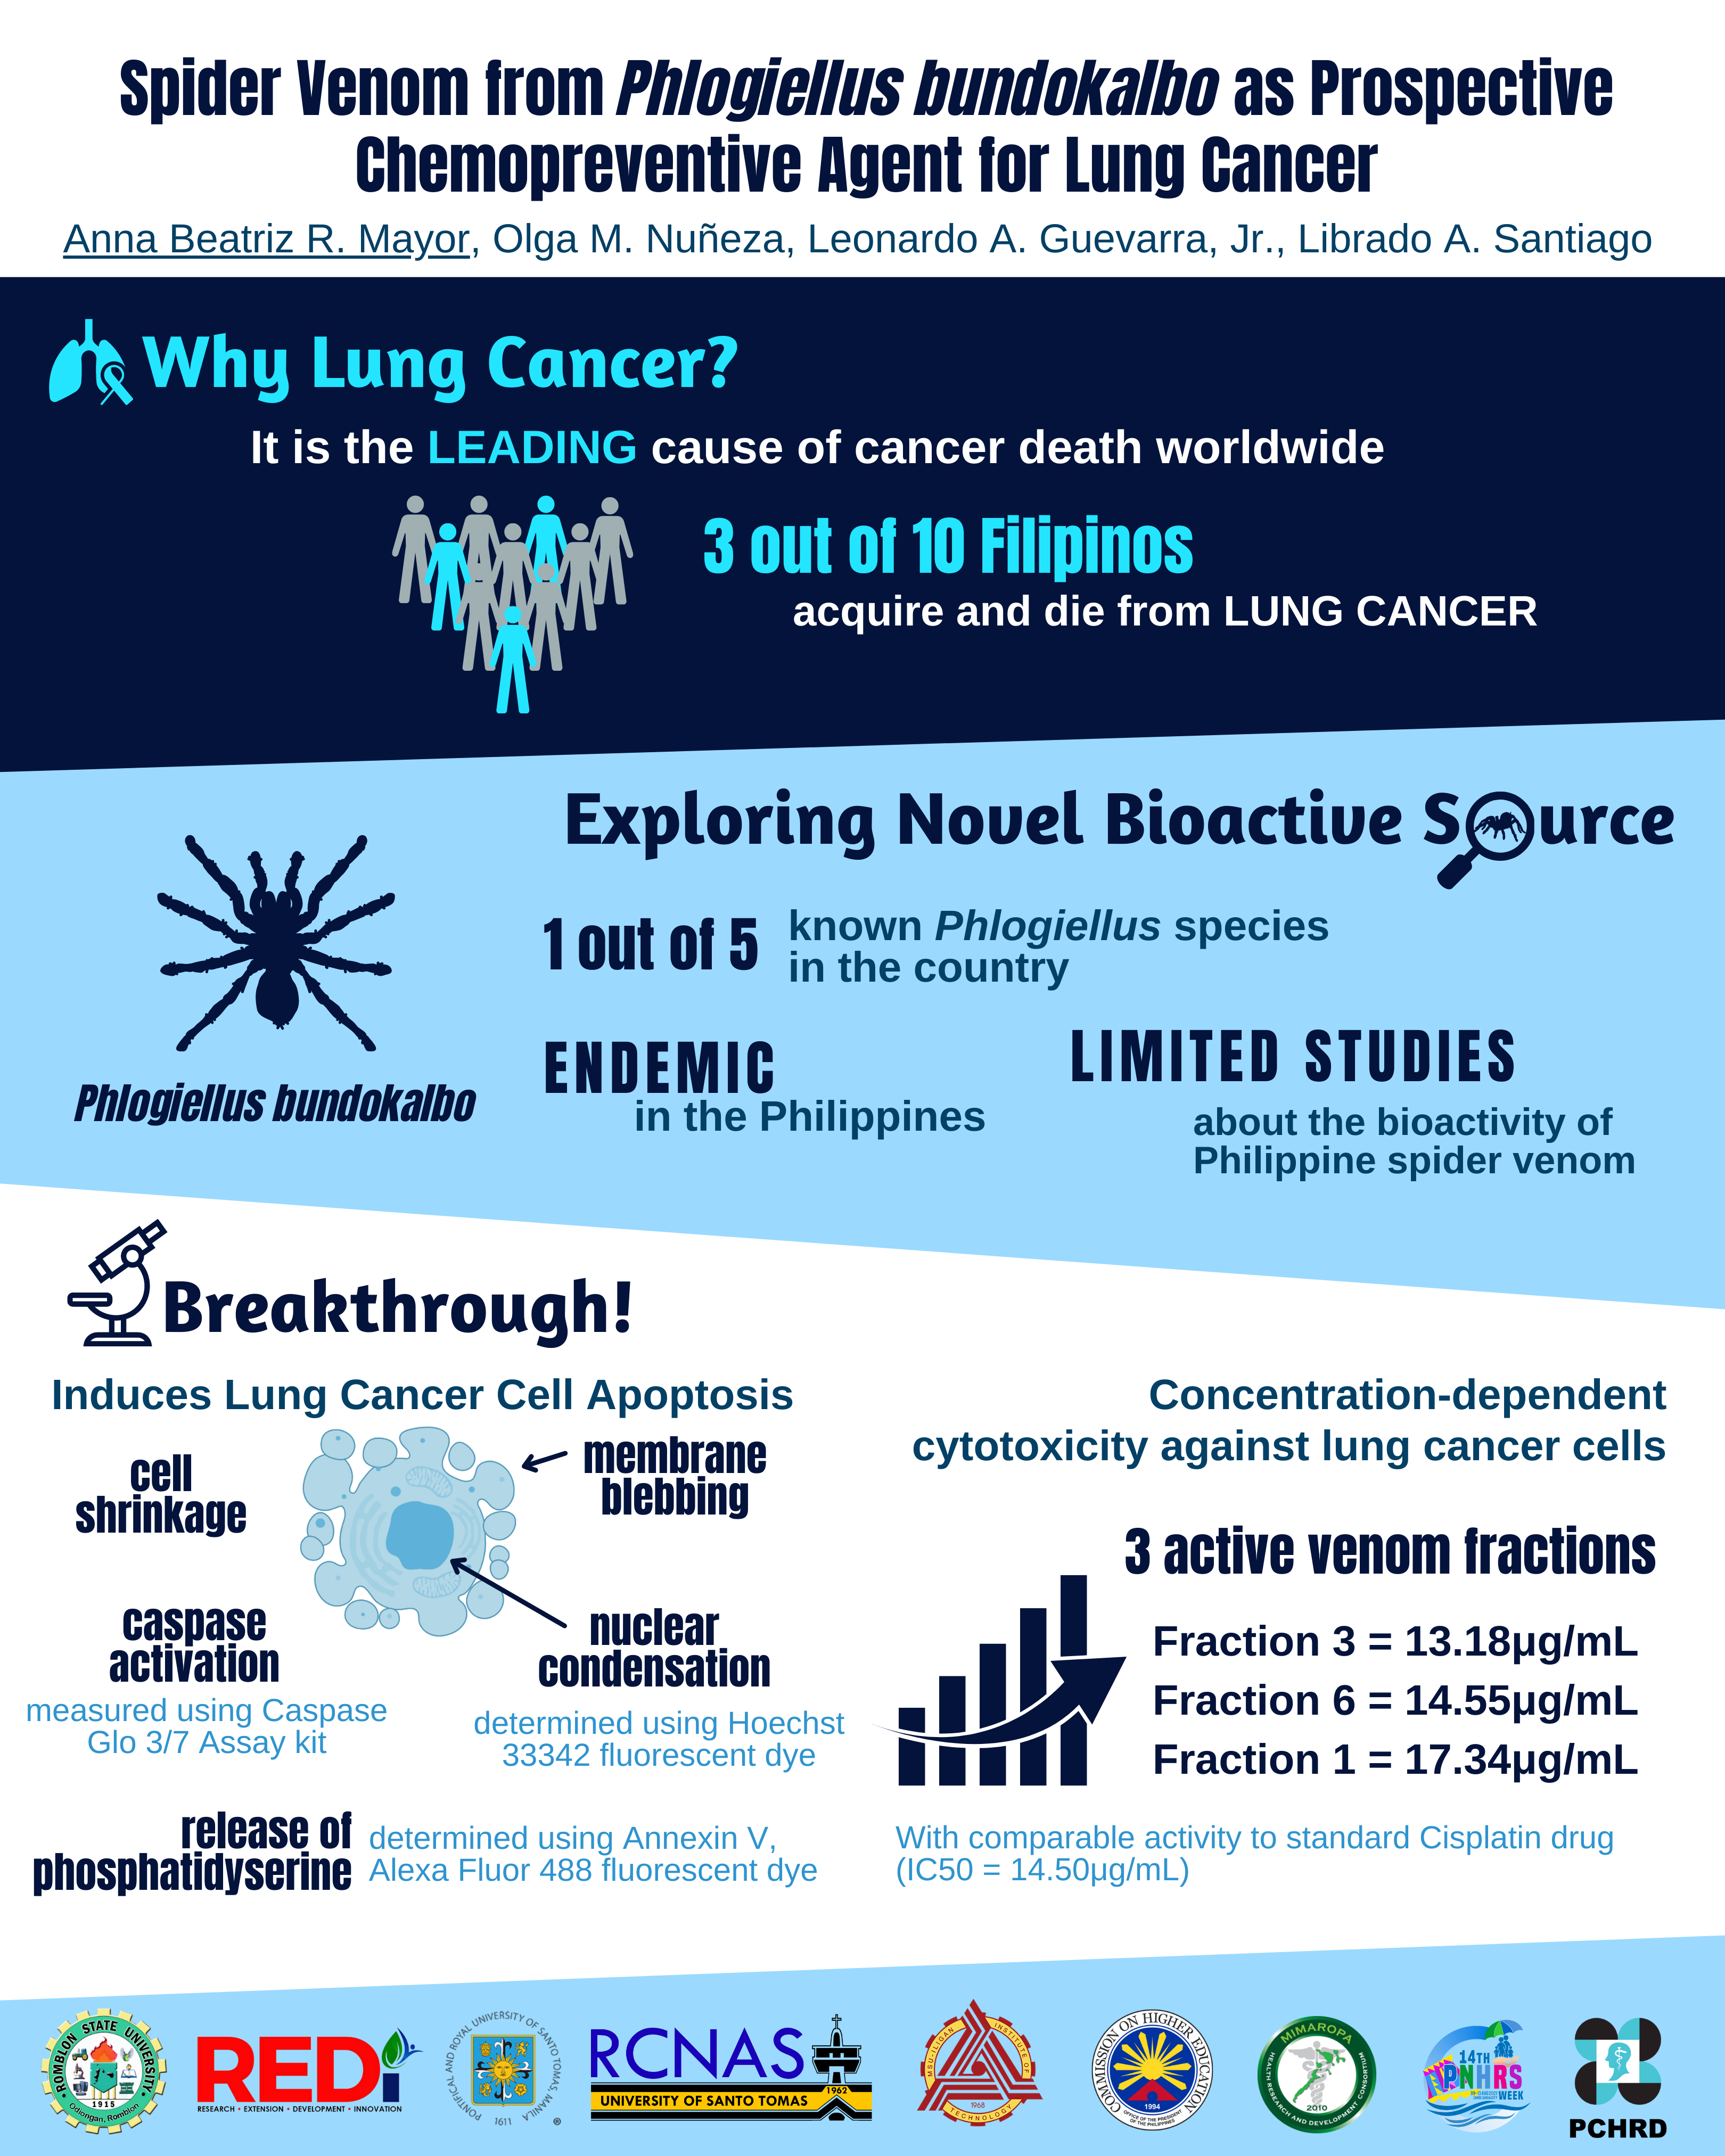 Spider Venom from Phlogiellus bundokalbo as Prospective
Chemopreventive Agent for Lung Cancer
Anna Beatriz R. Mayor, Olga M. Nuñeza, Leonardo A. Guevarra, Jr., Librado A. Santiago
Why Lung Cancer?
It is the LEADING cause of cancer death worldwide
3 out of 10 Filipinos
acquire and die from LUNG CANCER
Exploring Novel Bioactive Source
Phlogiellus bundokalbo
1 out of 5
known Phlogiellus species
in the country
ENDEMIC
in the Philippines
LIMITED STUDIES
about the bioactivity of
Philippine spider venom
Breakthrough!
Induces Lung Cancer Cell Apoptosis
cell
shrinkage
membrane
blebbing
caspase
activation
measured using Caspase
Glo 3/7 Assay kit
nuclear
condensation
determined using Hoechst
33342 fluorescent dye
release of
phosphatidyserine
determined using Annexin V,
Alexa Fluor 488 fluorescent dye
Concentration-dependent
cytotoxicity against lung cancer cells
3 active venom fractions
Fraction 3 = 13.18µg/mL
Fraction 6 = 14.55µg/mL
Fraction 1 = 17.34µg/mL
With comparable activity to standard Cisplatin drug
(IC50 = 14.50µg/mL)
ROMBLON STATE UNIVERSITY
1915
Odiongan, Romblon
REDi
RESEARCH • EXTENSION • DEVELOPMENT • INNOVATION
PONTIFICAL AND ROYAL UNIVERSITY OF SANTO TOMAS, MANILA
1611
®
RCNAS
1962
UNIVERSITY OF SANTO TOMAS
MSU-ILIGAN INSTITUTE OF
TECHNOLOGY
1968
COMMISSION ON HIGHER EDUCATION
1994
OFFICE OF THE PRESIDENT
OF THE PHILIPPINES
MIMAROPA
HEALTH RESEARCH AND DEVELOPMENT CONSORTIUM
2010
14TH
PNHRS
WEEK
PCHRD